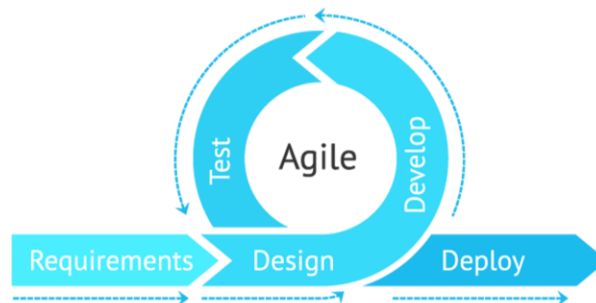 Agile
Test
Develop
Requirements
Design
Deploy